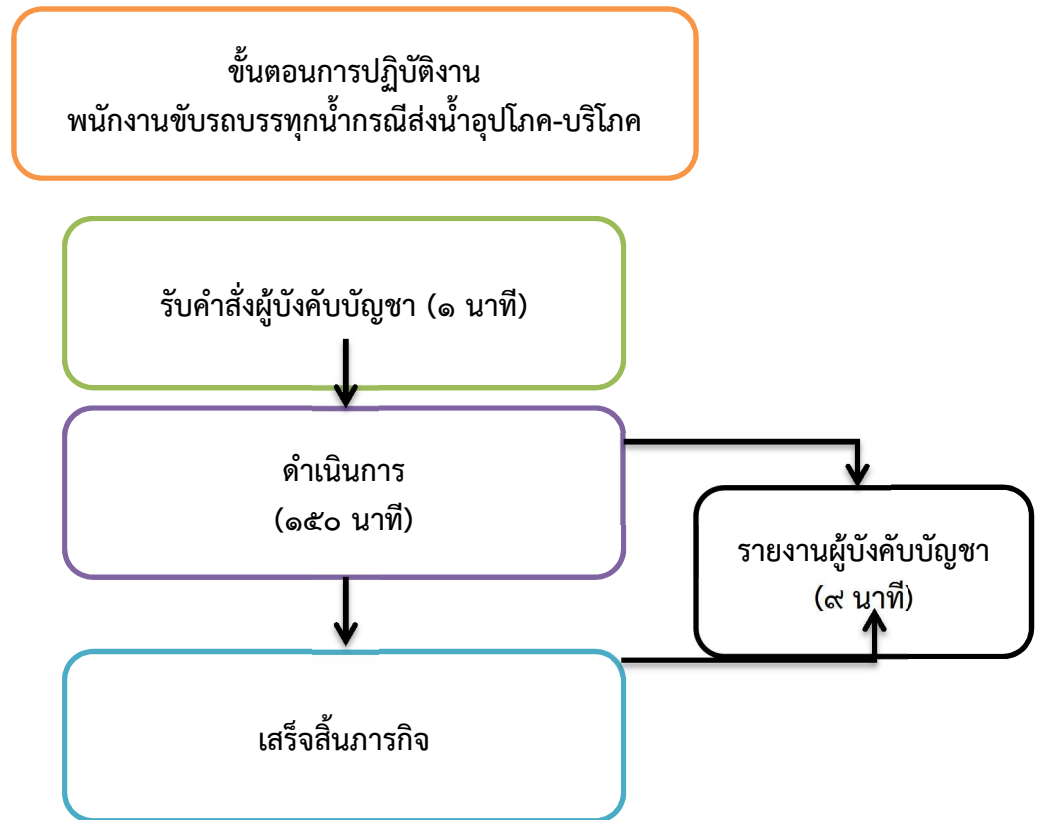 ขั้นตอนการปฏิบัติงาน
พนักงานขับรถบรรทุกน้ำกรณีส่งน้ำอุปโภค-บริโภค
รับคำสั่งผู้บังคับบัญชา (๑ นาที)
ดำเนินการ
(๑๕๐ นาที)
รายงานผู้บังคับบัญชา
(๙ นาที)
เสร็จสิ้นภารกิจ